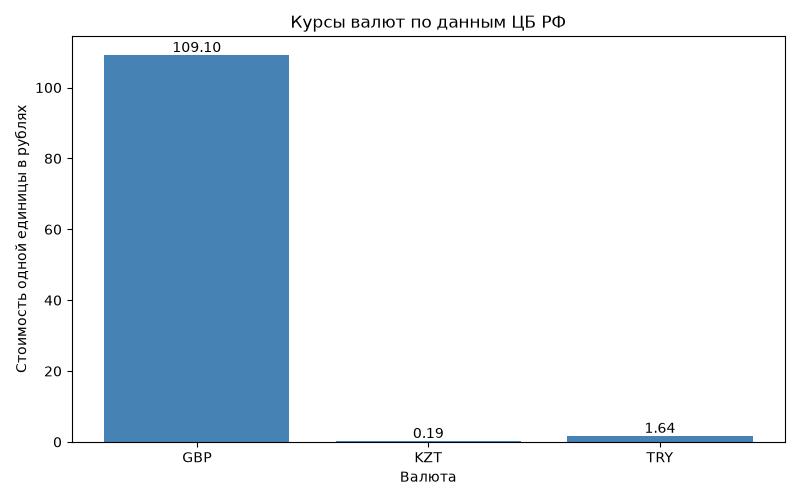 Курсы валют по данным ЦБ РФ
Стоимость одной единицы в рублях
100
80
60
40
20
0
109.10
0.19
1.64
GBP
KZT
TRY
Валюта